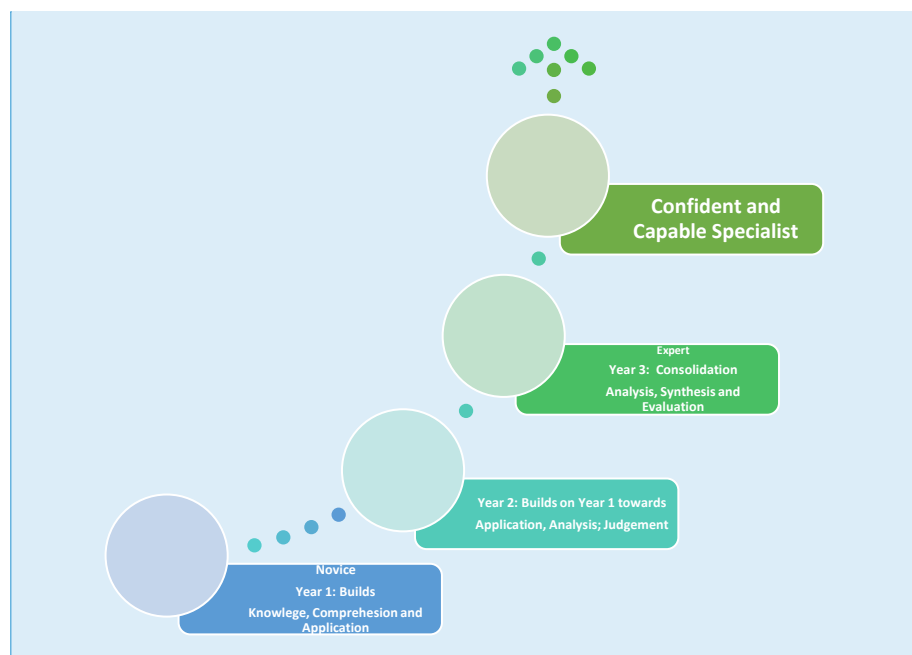 Confident and
Capable Specialist
Expert
Year 3: Consolidation
Analysis, Synthesis and
Evaluation
Year 2: Builds on Year 1 towards
Application, Analysis; Judgement
Novice
Year 1: Builds
Knowlege, Comprehesion and
Application